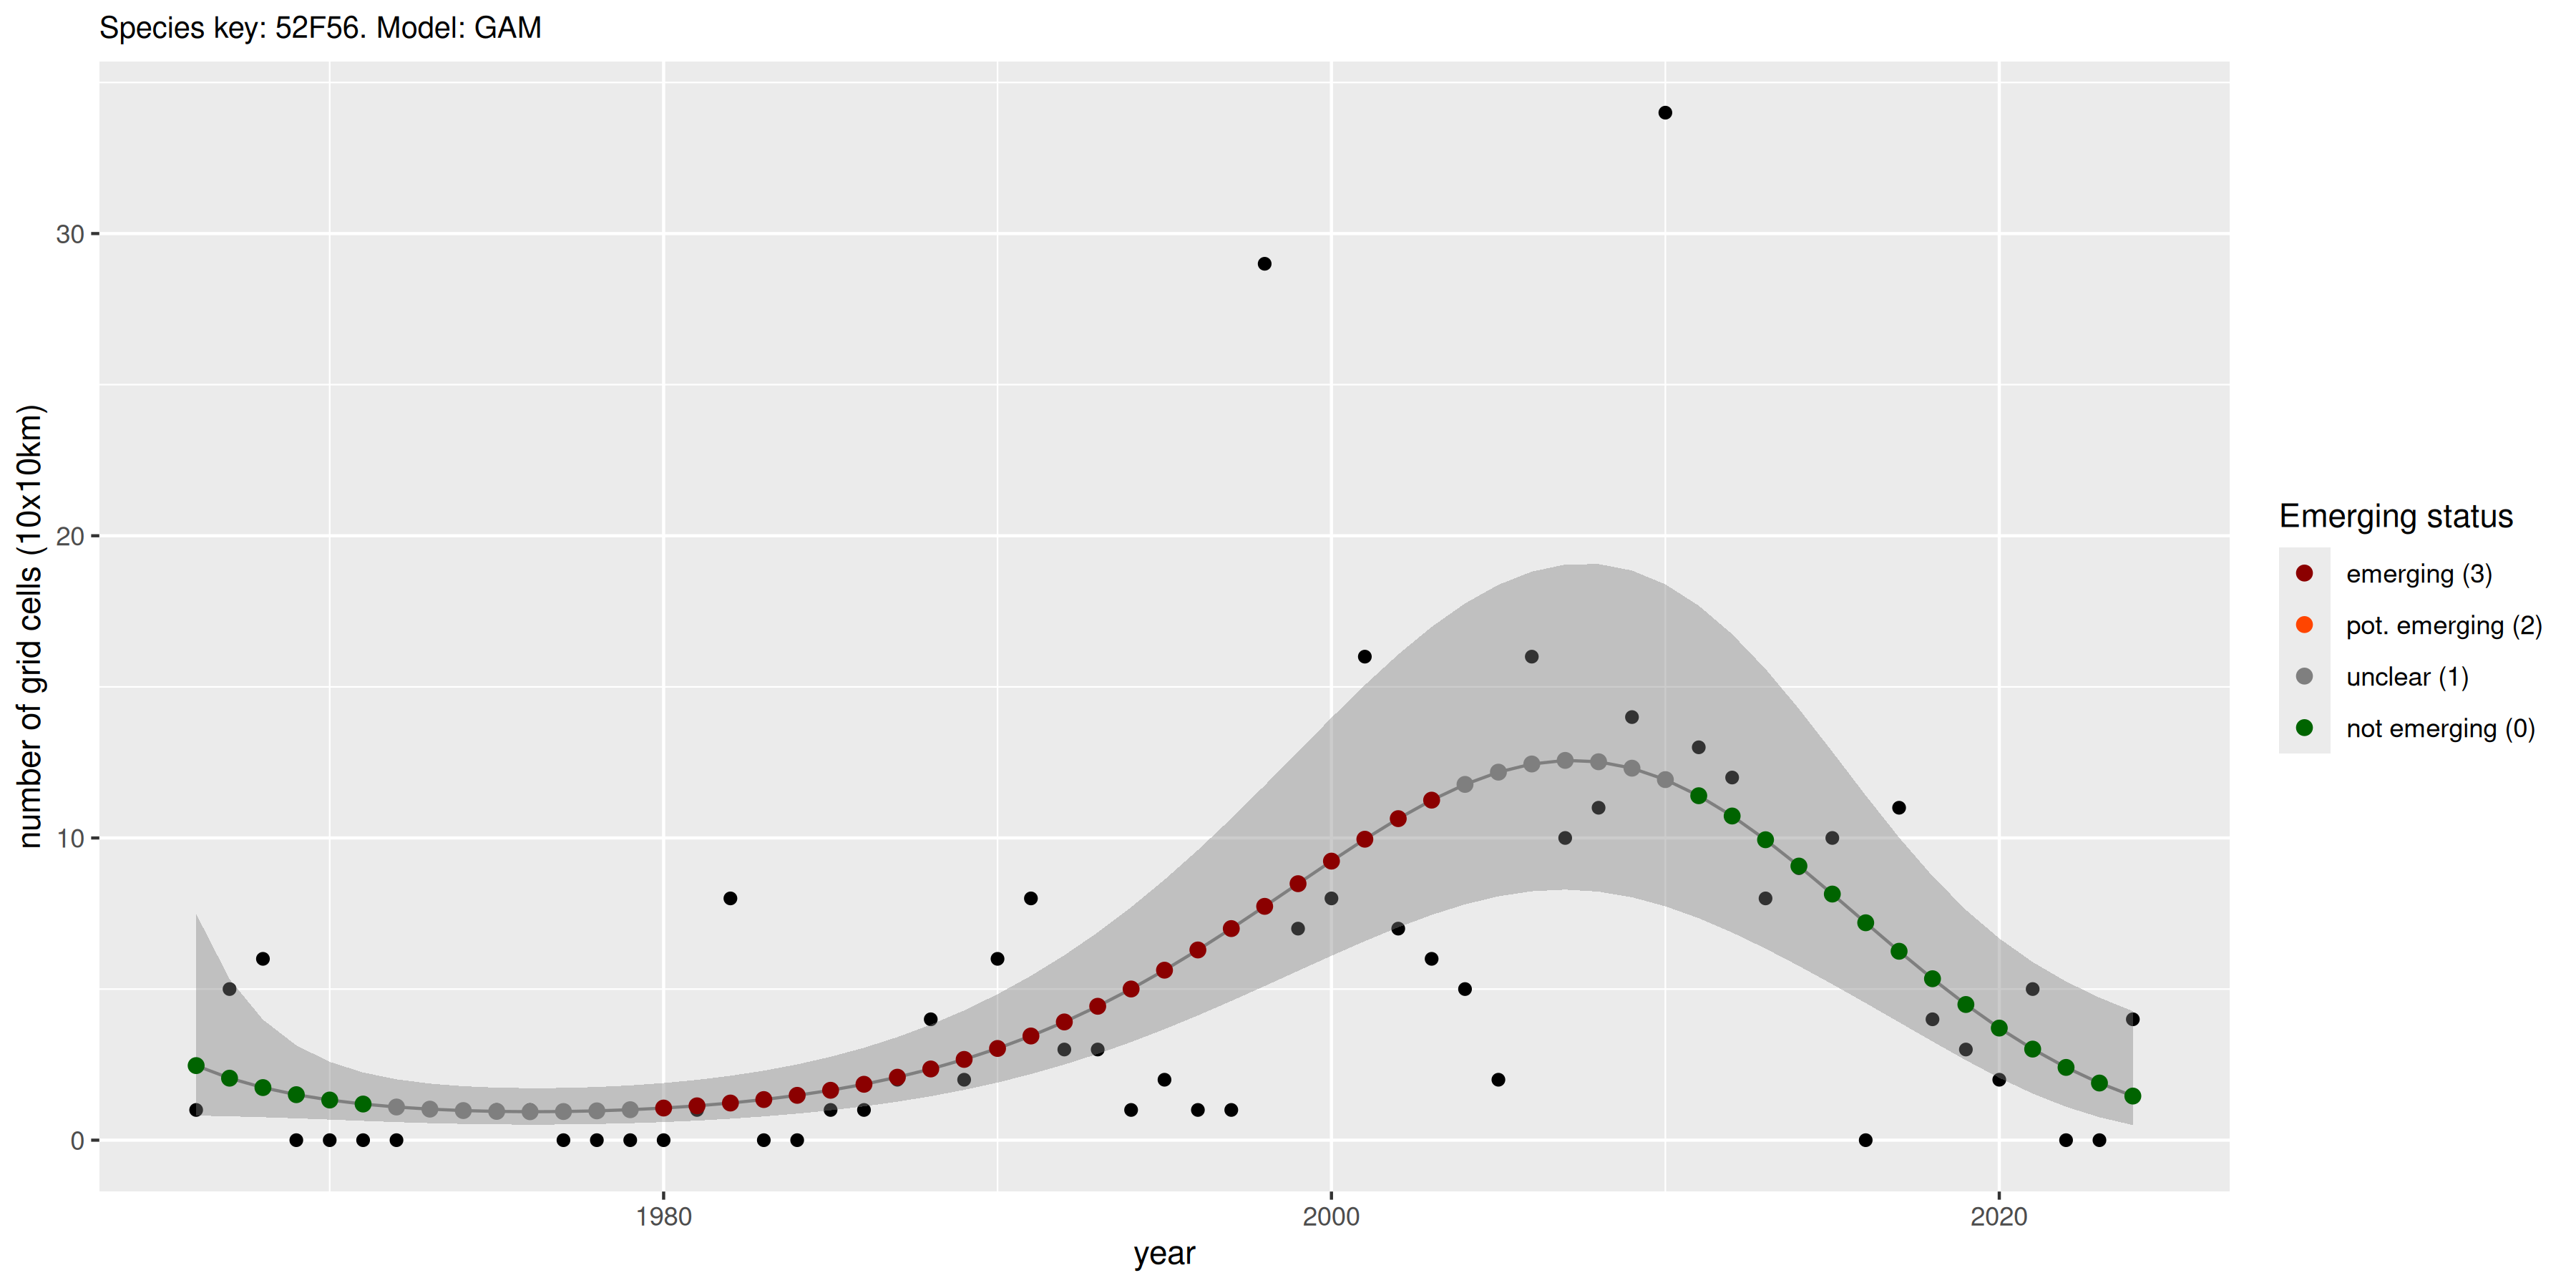 Species key: 52F56. Model: GAM
number of grid cells (10x10km)
30
20
10
0
1980
2000
2020
year
Emerging status
emerging (3)
pot. emerging (2)
unclear (1)
not emerging (0)